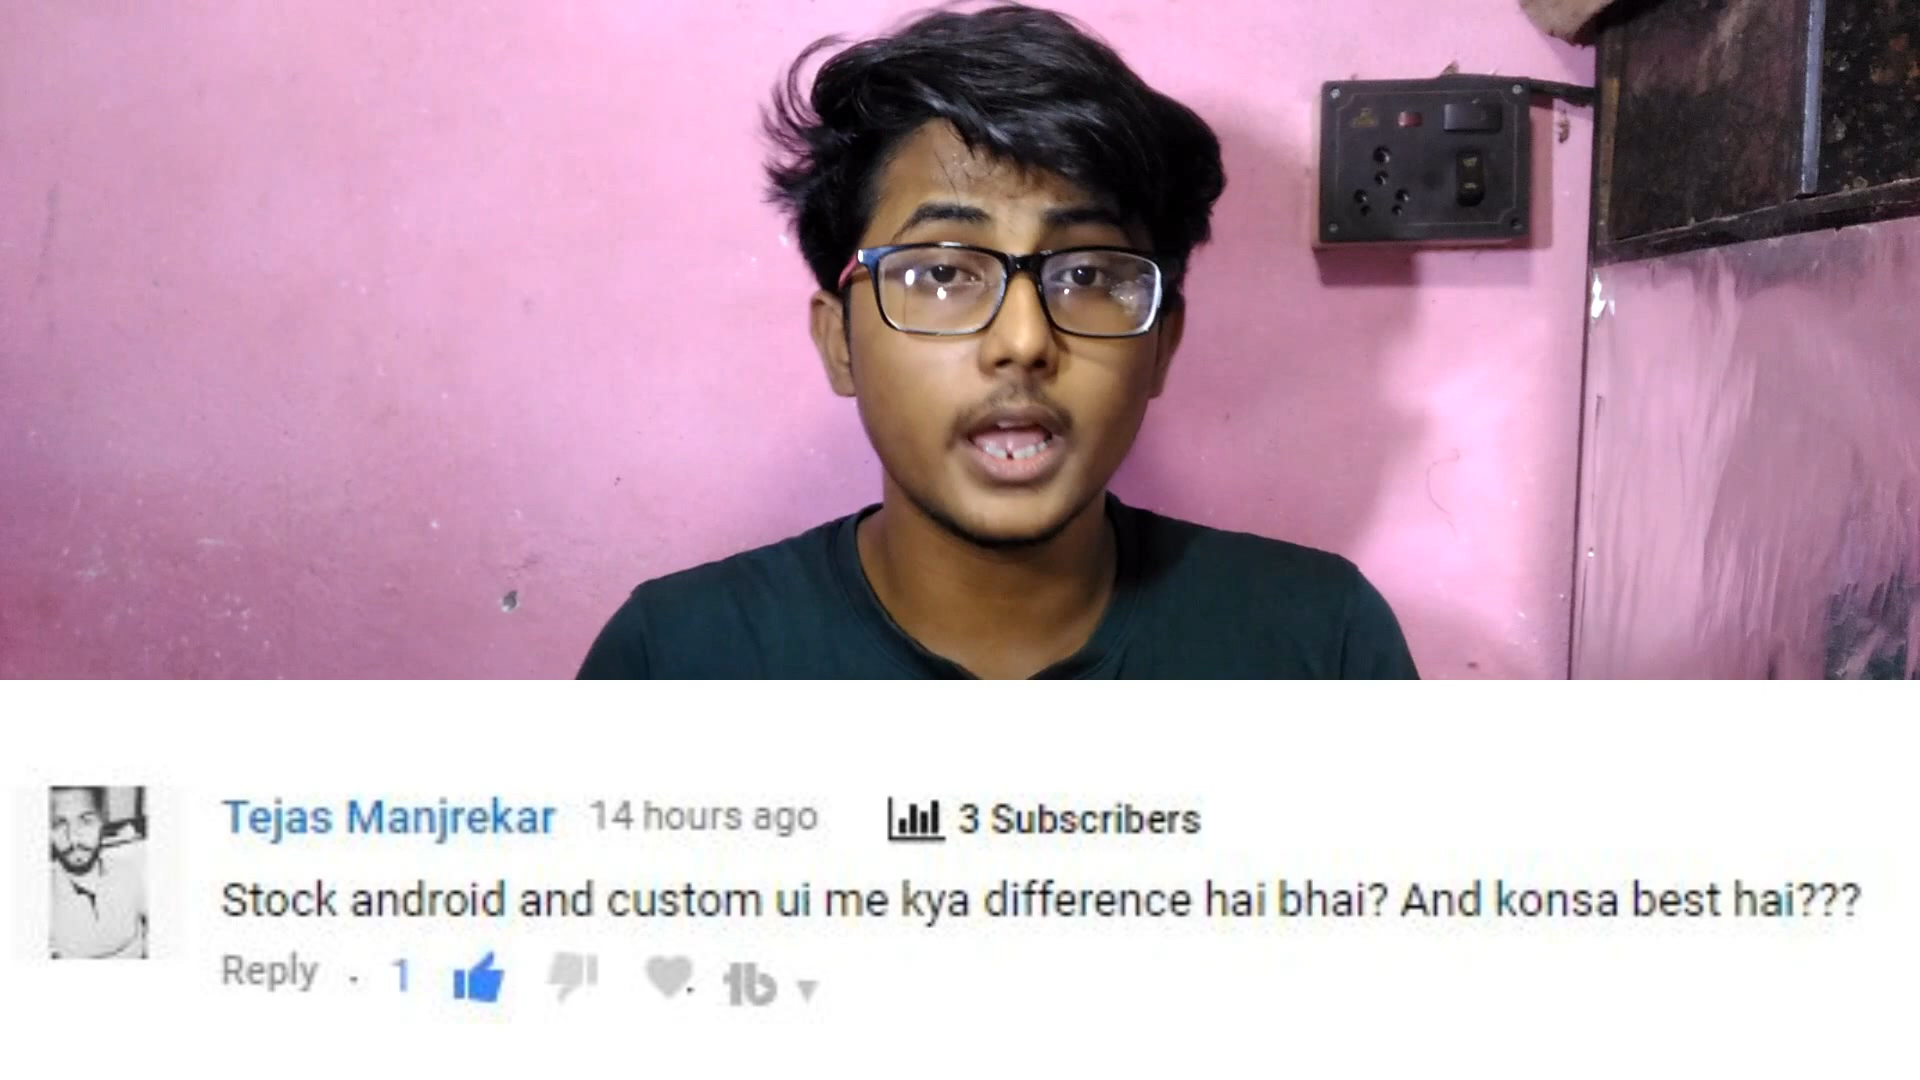 Tejas Manjrekar 14 hours ago 3 Subscribers
Stock android and custom ui me kya difference hai bhai? And konsa best hai???
Reply . 1 tb